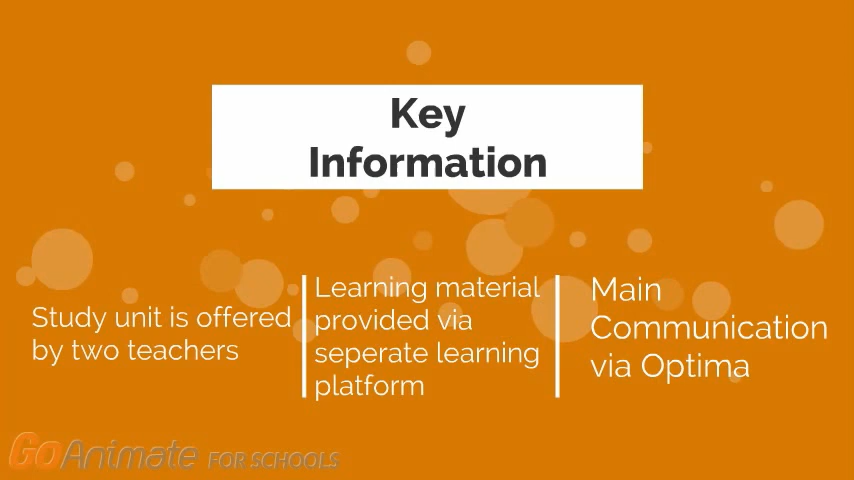 Key
Information
Study unit is offered
by two teachers
Learning material
provided via
seperate learning
platform
Main
Communication
via Optima
GoAnimate FOR SCHOOLS